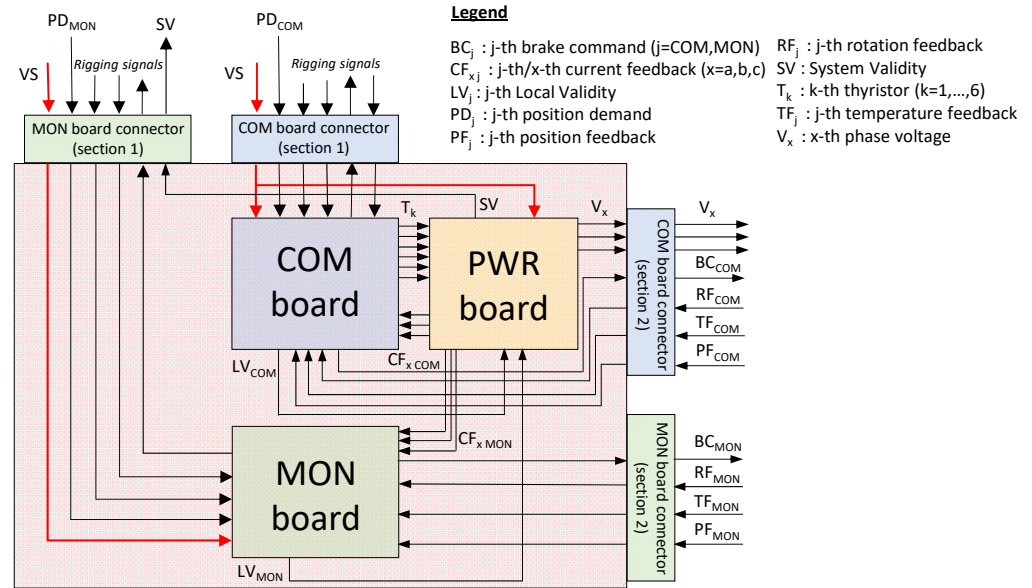 Legend
BC_j : j-th brake command (j=COM,MON)
CF_xj : j-th/x-th current feedback (x=a,b,c)
LV_j : j-th Local Validity
PD_j : j-th position demand
PF_j : j-th position feedback
RF_j : j-th rotation feedback
SV : System Validity
T_k : k-th thyristor (k=1,…,6)
TF_j : j-th temperature feedback
V_x : x-th phase voltage
PD_MON
SV
VS
Rigging signals
PD_COM
VS
Rigging signals
MON board connector
(section 1)
COM board connector
(section 1)
T_k
SV
V_x
COM
board
PWR
board
COM board connector
(section 2)
V_x
BC_COM
RF_COM
TF_COM
PF_COM
LV_COM
CF_x COM
CF_x MON
MON
board
LV_MON
MON board connector
(section 2)
BC_MON
RF_MON
TF_MON
PF_MON